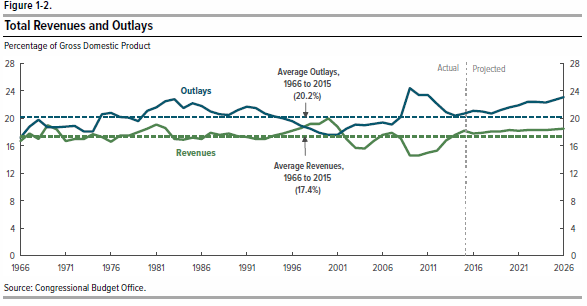 Figure 1-2.
Total Revenues and Outlays
Percentage of Gross Domestic Product
28
24
20
16
12
8
4
0
28
24
20
16
12
8
4
0
Actual
Projected
Average Outlays,
1966 to 2015
(20.2%)
Outlays
Revenues
Average Revenues,
1966 to 2015
(17.4%)
1966 1971 1976 1981 1986 1991 1996 2001 2006 2011 2016 2021 2026
Source: Congressional Budget Office.